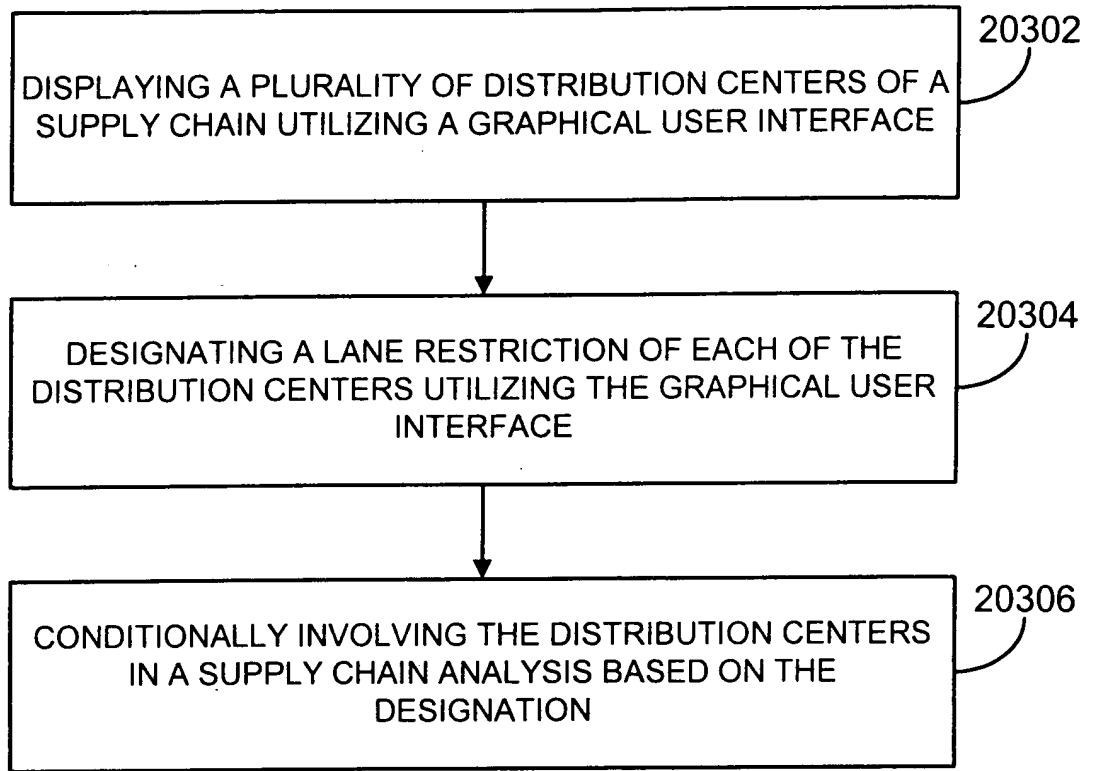 20302
DISPLAYING A PLURALITY OF DISTRIBUTION CENTERS OF A
SUPPLY CHAIN UTILIZING A GRAPHICAL USER INTERFACE
20304
DESIGNATING A LANE RESTRICTION OF EACH OF THE
DISTRIBUTION CENTERS UTILIZING THE GRAPHICAL USER
INTERFACE
20306
CONDITIONALLY INVOLVING THE DISTRIBUTION CENTERS
IN A SUPPLY CHAIN ANALYSIS BASED ON THE
DESIGNATION